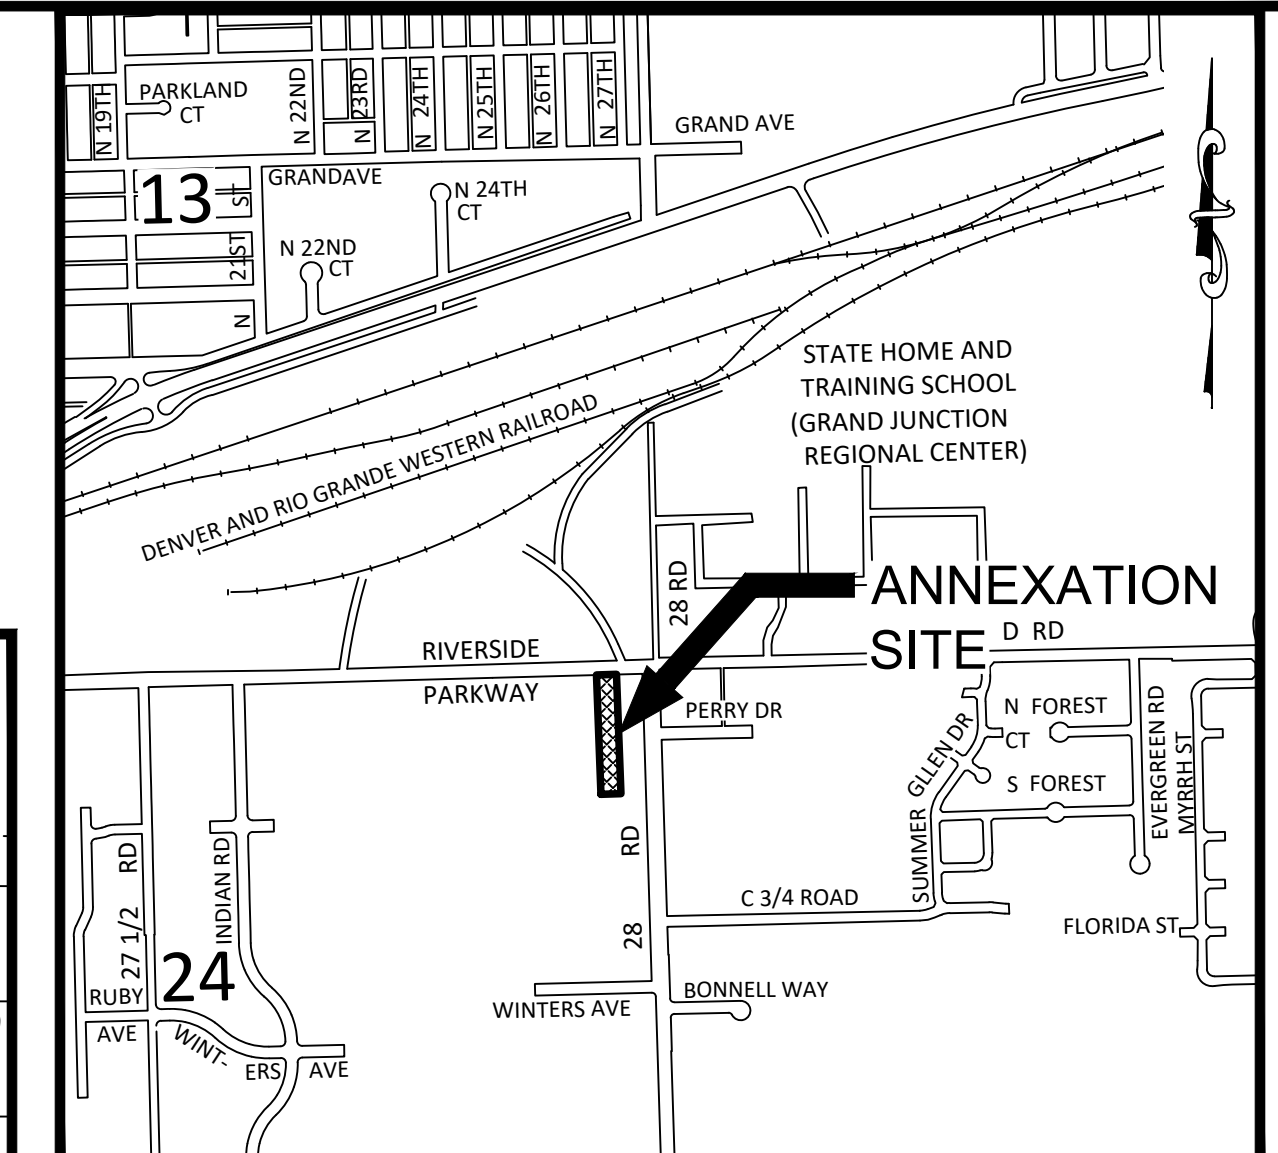 PARKLAND
CT
N 19TH
N 22ND
N 23RD
N 24TH
N 25TH
N 26TH
N 27TH
GRAND AVE
GRANDAVE
13
N 21ST ST
N 24TH
CT
N 22ND
CT
STATE HOME AND
TRAINING SCHOOL
(GRAND JUNCTION
REGIONAL CENTER)
DENVER AND RIO GRANDE WESTERN RAILROAD
28 RD
ANNEXATION
SITE
D RD
RIVERSIDE
PARKWAY
PERRY DR
N FOREST
CT
S FOREST
SUMMER GLLEN DR
EVERGREEN RD
MYRRH ST
28 RD
C 3/4 ROAD
FLORIDA ST
27 1/2 RD
INDIAN RD
24
RUBY
AVE
WINT-
ERS AVE
WINTERS AVE
BONNELL WAY